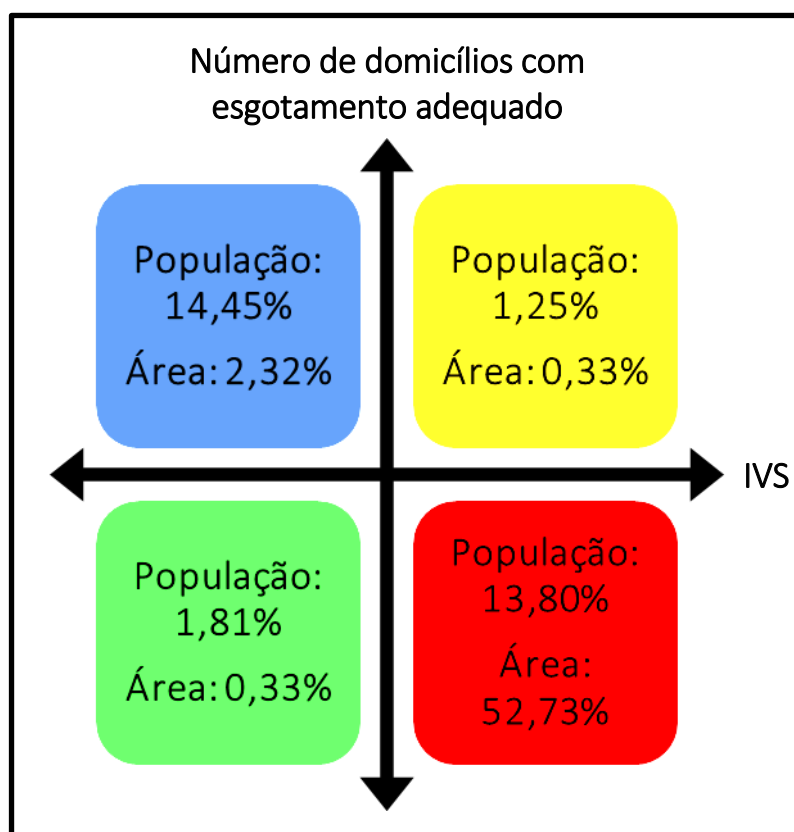 Número de domicílios com
esgotamento adequado
População:
14,45%
Área: 2,32%
População:
1,25%
Área: 0,33%
IVS
População:
1,81%
Área: 0,33%
População:
13,80%
Área:
52,73%